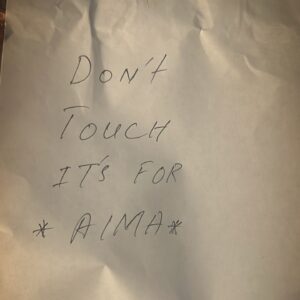 DON't
TOUCH
IT's FOR
* AIMA*